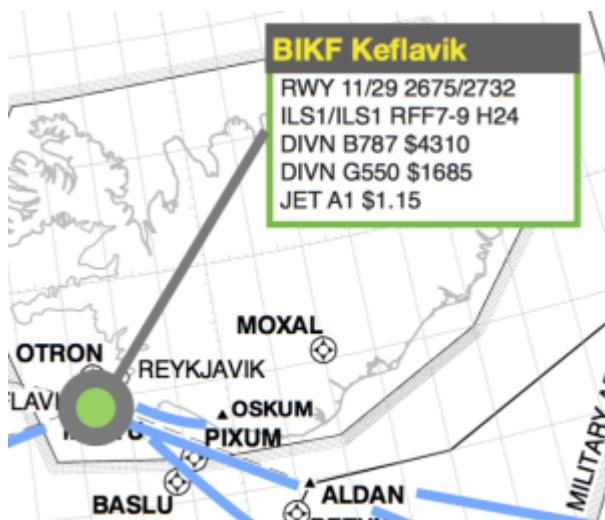 BIKF Keflavik
RWY 11/29 2675/2732
ILS1/ILS1 RFF7-9 H24
DIVN B787 $4310
DIVN G550 $1685
JET A1 $1.15
MOXAL
OTRON
REYKJAVIK
OSKUM
PIXUM
BASLU
ALDAN
MILITARY